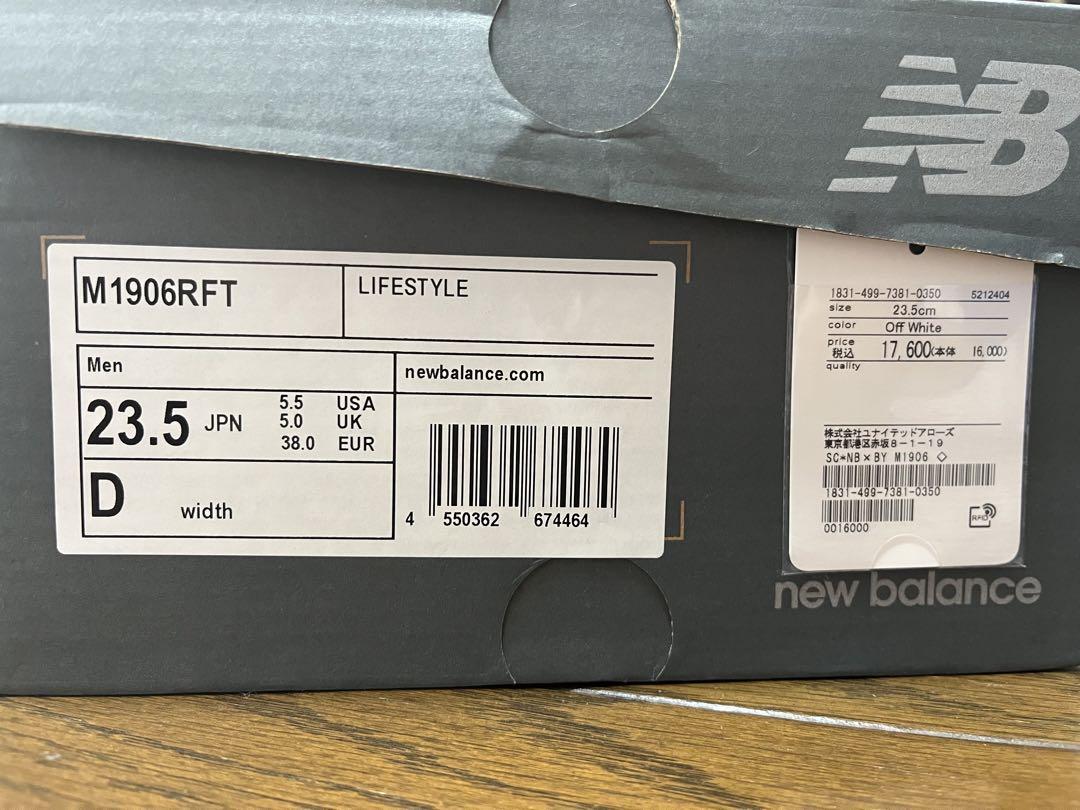 NB
M1906RFT
LIFESTYLE
Men
newbalance.com
23.5 JPN
5.5 USA
5.0 UK
38.0 EUR
D width
4 550362 674464
1831-499-7381-0350 5212404
size 23.5cm
color Off White
price
税込 17,600(本体 16,000)
quality
株式会社ユナイテッドアローズ
東京都港区赤坂8-1-19
SC*NB×BY M1906 ◇
1831-499-7381-0350
0016000
RFID
new balance